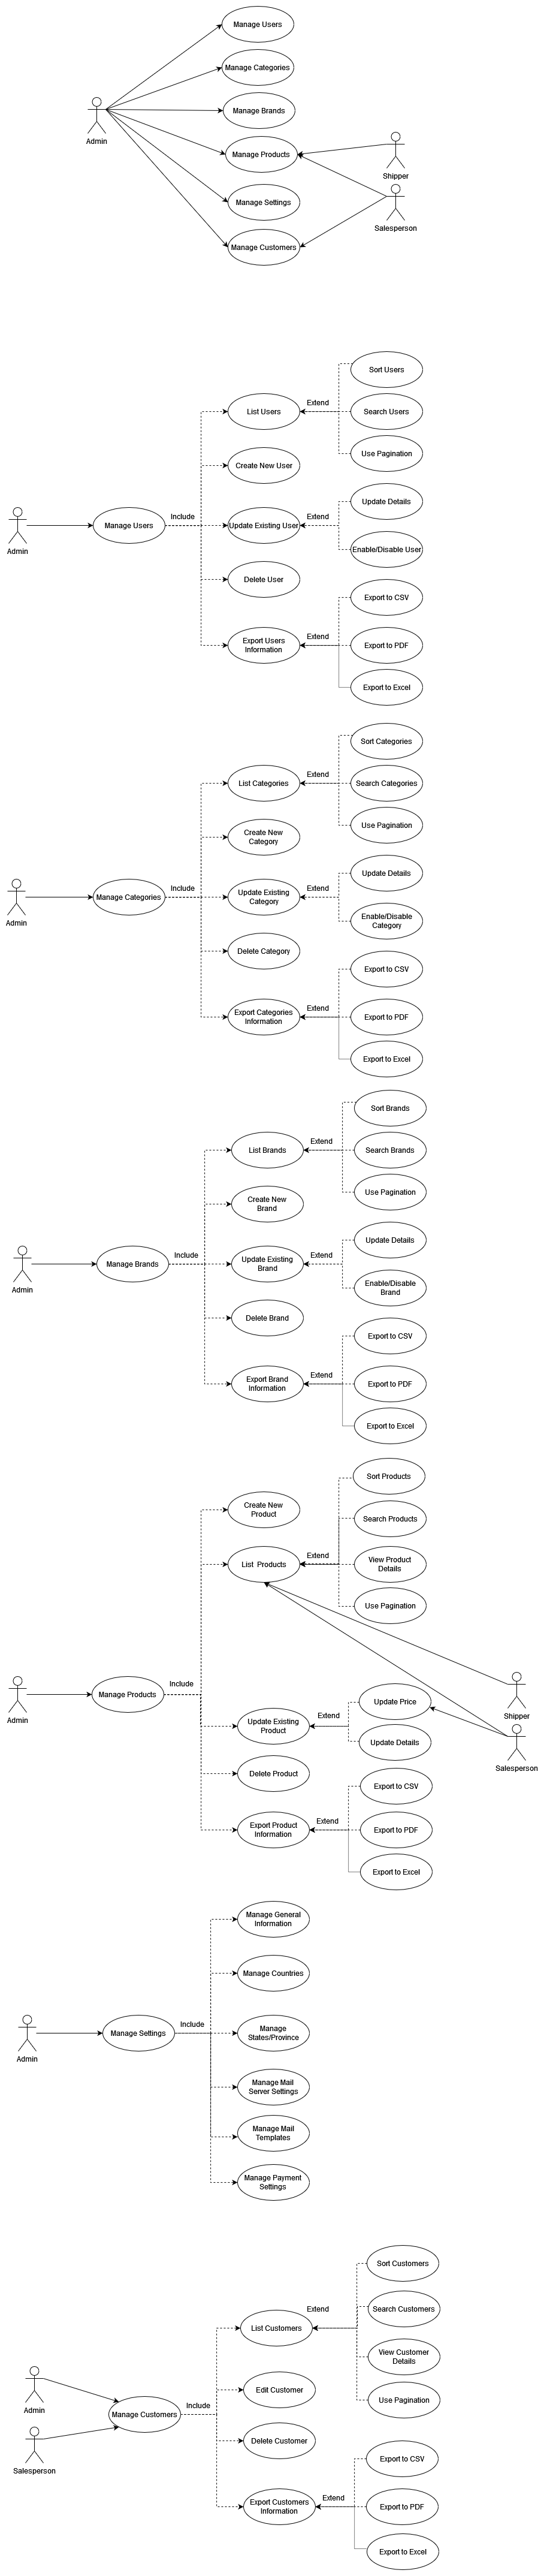 Manage Users
Manage Categories
Manage Brands
Admin
Manage Products
Shipper
Manage Settings
Salesperson
Manage Customers
Sort Users
Extend
List Users
Search Users
Use Pagination
Create New User
Update Details
Include
Extend
Manage Users
Update Existing User
Admin
Enable/Disable User
Delete User
Export to CSV
Extend
Export Users
Information
Export to PDF
Export to Excel
Sort Categories
Extend
List Categories
Search Categories
Use Pagination
Create New
Category
Update Details
Include
Extend
Manage Categories
Update Existing
Category
Admin
Enable/Disable
Category
Delete Category
Export to CSV
Extend
Export Categories
Information
Export to PDF
Export to Excel
Sort Brands
Extend
List Brands
Search Brands
Use Pagination
Create New
Brand
Update Details
Include
Extend
Manage Brands
Update Existing
Brand
Admin
Enable/Disable
Brand
Delete Brand
Export to CSV
Extend
Export Brand
Information
Export to PDF
Export to Excel
Sort Products
Create New
Product
Search Products
Extend
List  Products
View Product
Details
Use Pagination
Include
Manage Products
Admin
Update Price
Shipper
Extend
Update Existing
Product
Update Details
Salesperson
Delete Product
Export to CSV
Extend
Export Product
Information
Export to PDF
Export to Excel
Manage General
Information
Manage Countries
Include
Manage Settings
Manage
States/Province
Admin
Manage Mail
Server Settings
Manage Mail
Templates
Manage Payment
Settings
Sort Customers
Extend
Search Customers
List Customers
View Customer
Details
Edit Customer
Use Pagination
Admin
Include
Manage Customers
Delete Customer
Export to CSV
Salesperson
Extend
Export Customers
Information
Export to PDF
Export to Excel